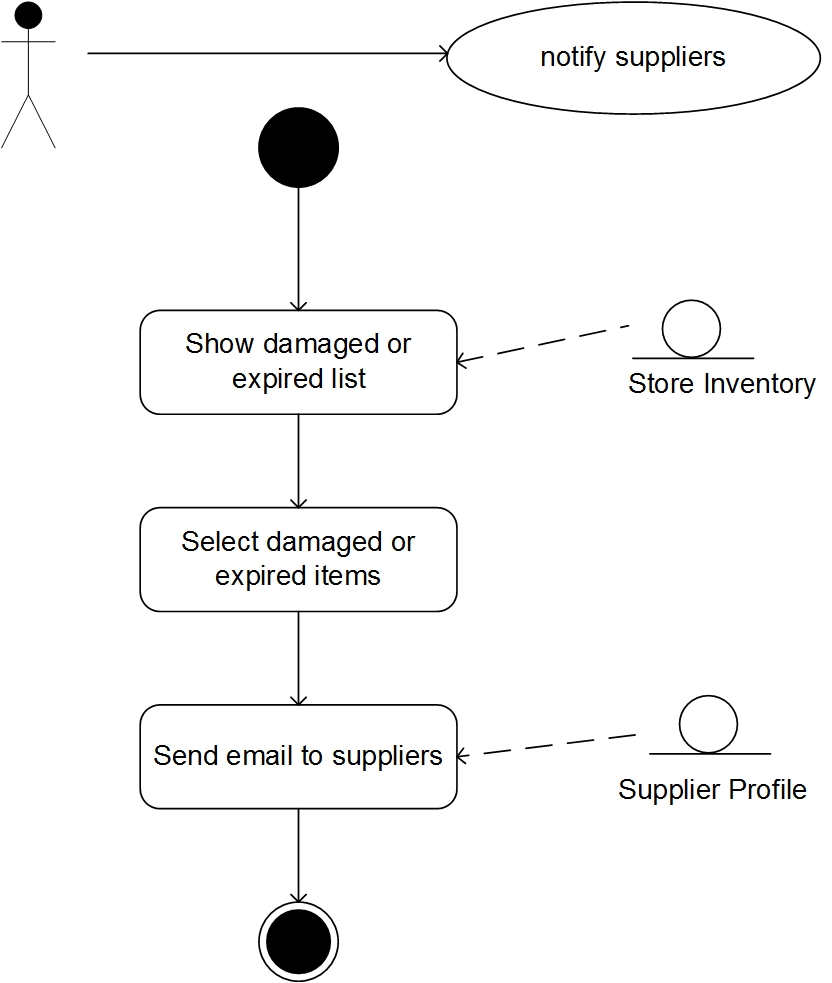 notify suppliers
Show damaged or
expired list
Store Inventory
Select damaged or
expired items
Send email to suppliers
Supplier Profile